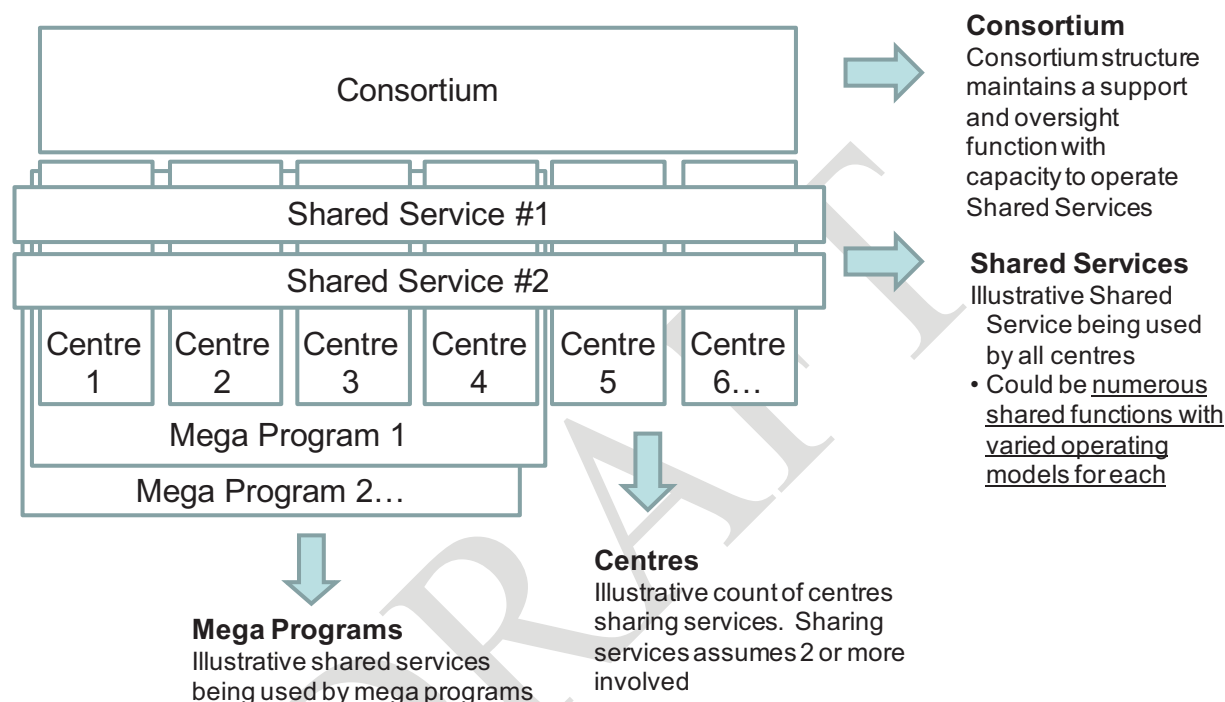 Consortium
Shared Service #1
Shared Service #2
Centre
1
Centre
2
Centre
3
Centre
4
Centre
5
Centre
6…
Mega Program 1
Mega Program 2…
Consortium
Consortium structure
maintains a support
and oversight
function with
capacity to operate
Shared Services
Shared Services
Illustrative Shared
Service being used
by all centres
• Could be numerous
shared functions with
varied operating
models for each
Centres
Illustrative count of centres
sharing services.  Sharing
services assumes 2 or more
involved
Mega Programs
Illustrative shared services
being used by mega programs
DRAFT